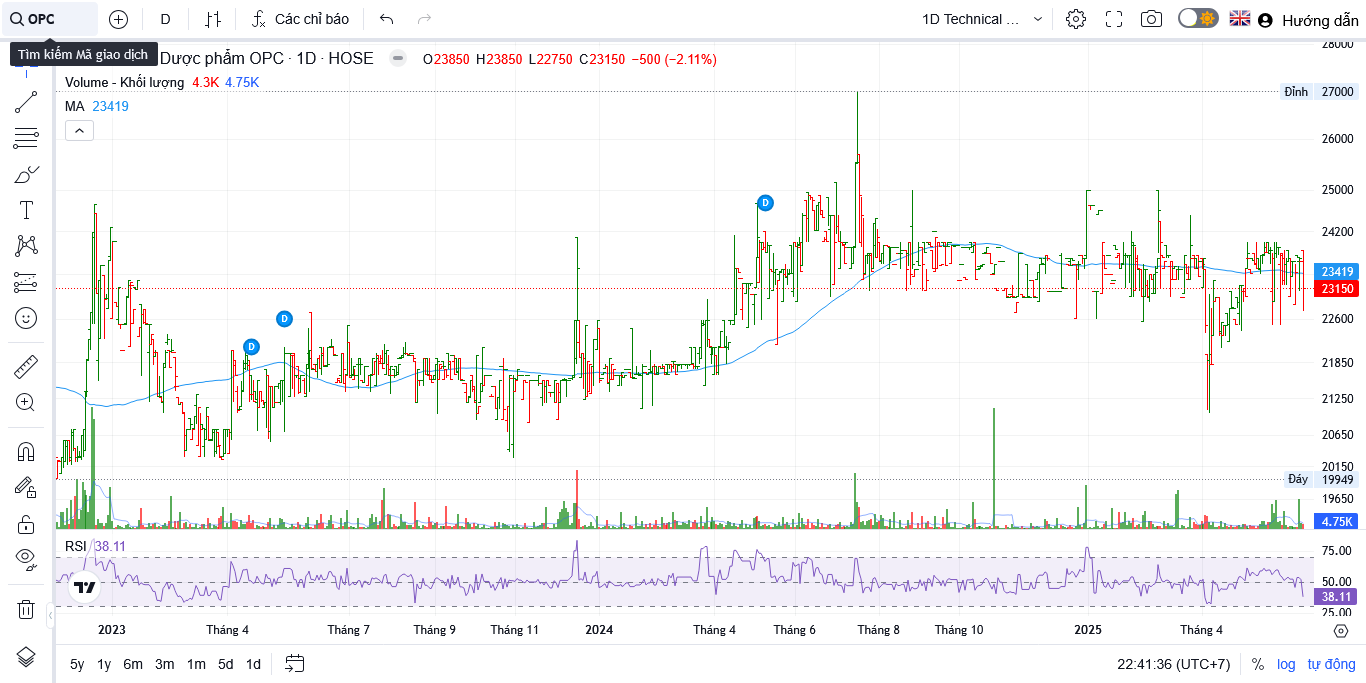 OPC
D
Các chỉ báo
1D Technical ...
Hướng dẫn
Tìm kiếm Mã giao dịch
Dược phẩm OPC · 1D · HOSE
O23850 H23850 L22750 C23150 −500 (−2.11%)
Volume - Khối lượng 4.3K 4.75K
MA 23419
28000
Đỉnh 27000
26000
25000
24200
23419
23150
22600
21850
21250
20650
20150
Đáy 19949
19650
4.75K
D
D
D
RSI 38.11
75.00
50.00
38.11
25.00
2023 Tháng 4 Tháng 7 Tháng 9 Tháng 11 2024 Tháng 4 Tháng 6 Tháng 8 Tháng 10 2025 Tháng 4
5y 1y 6m 3m 1m 5d 1d
22:41:36 (UTC+7) % log tự động